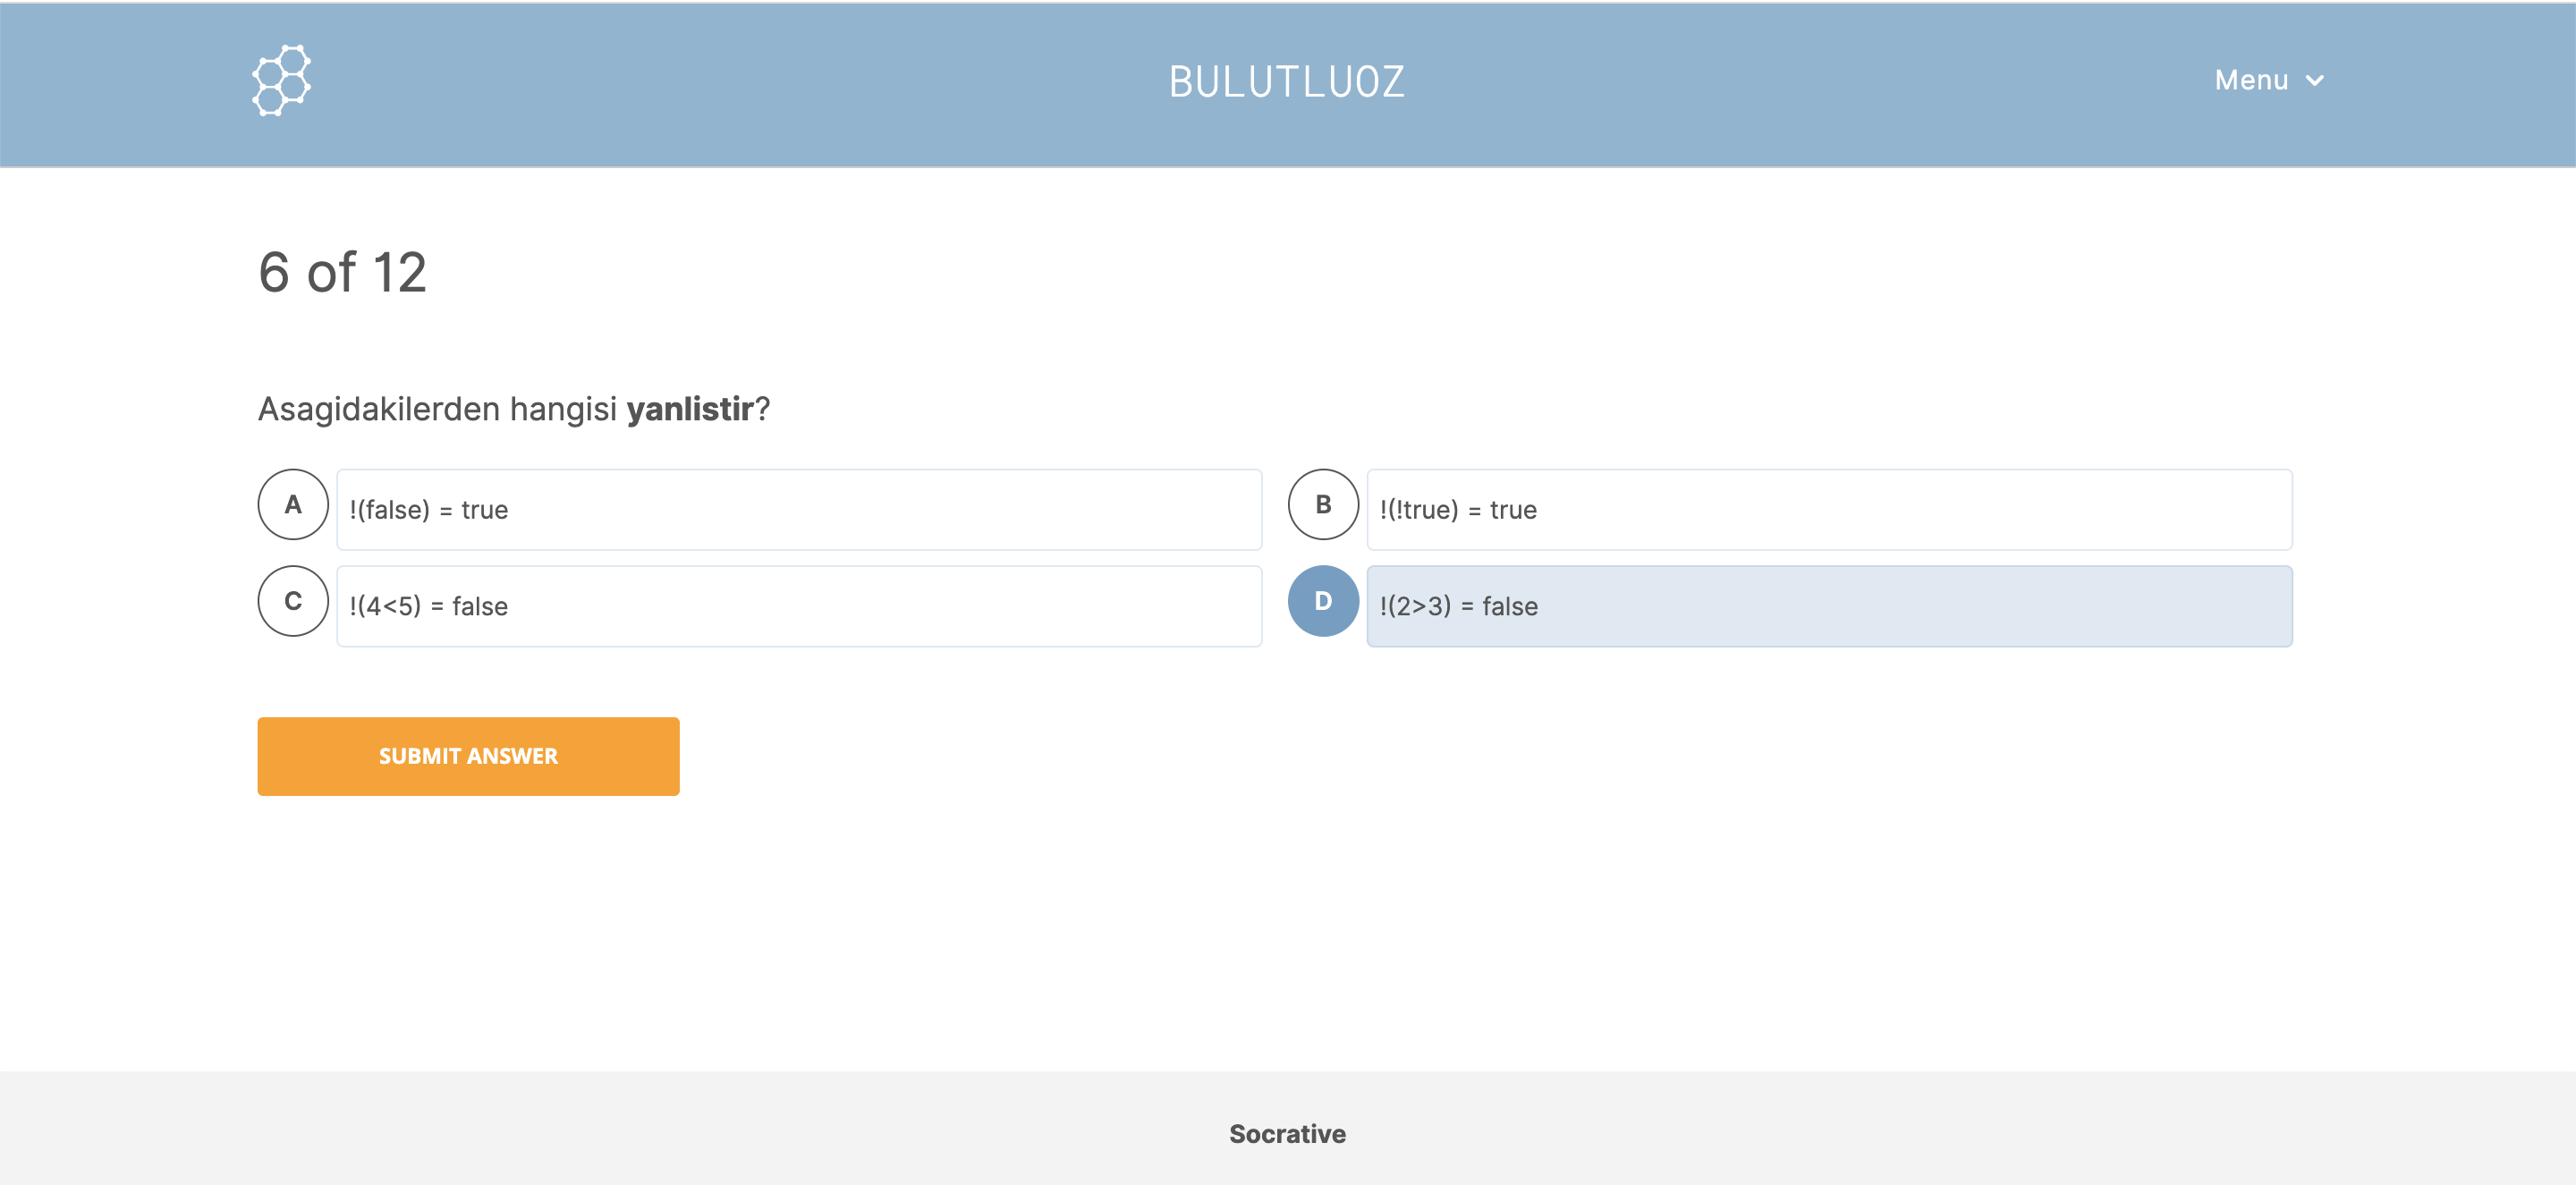 BULUTLUOZ
Menu
6 of 12
Asagidakilerden hangisi yanlistir?
A !(false) = true
B !(!true) = true
C !(4<5) = false
D !(2>3) = false
SUBMIT ANSWER
Socrative